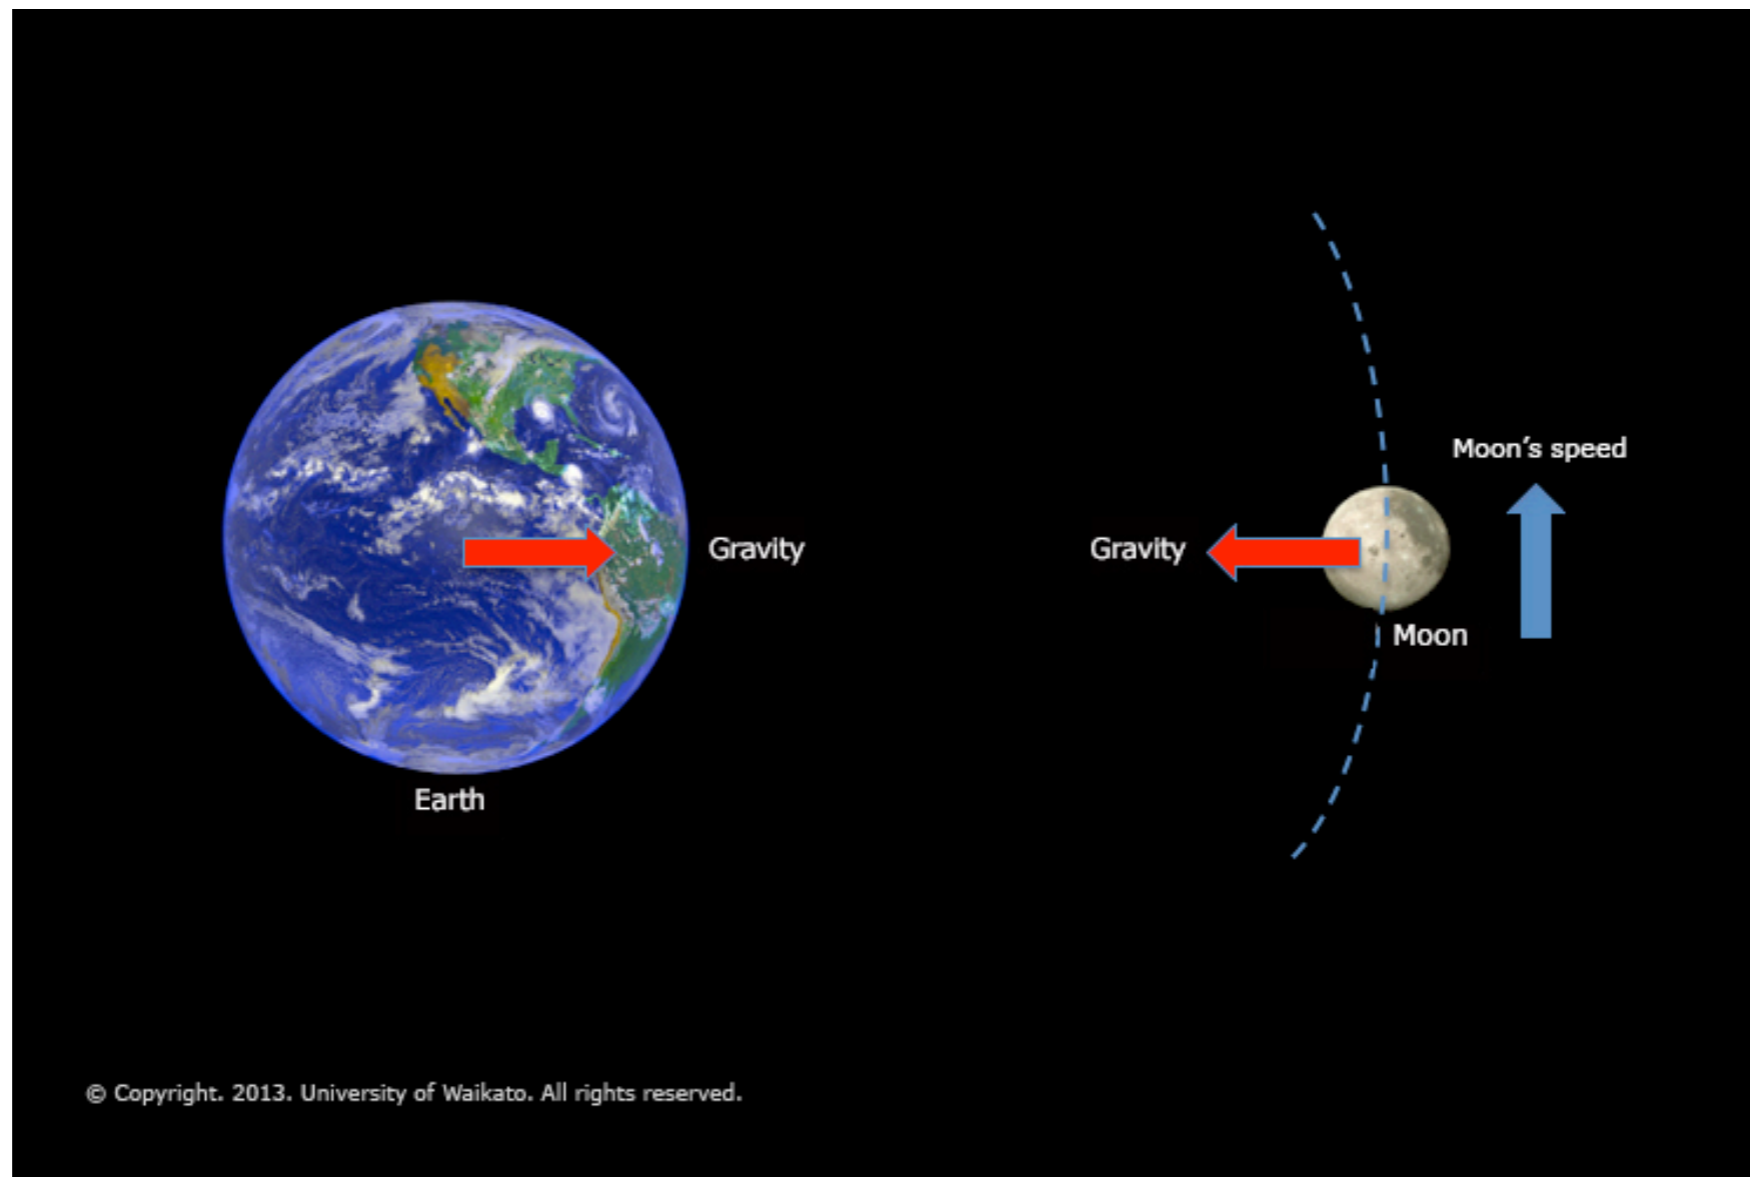 Moon's speed
Gravity
Gravity
Moon
Earth
© Copyright. 2013. University of Waikato. All rights reserved.